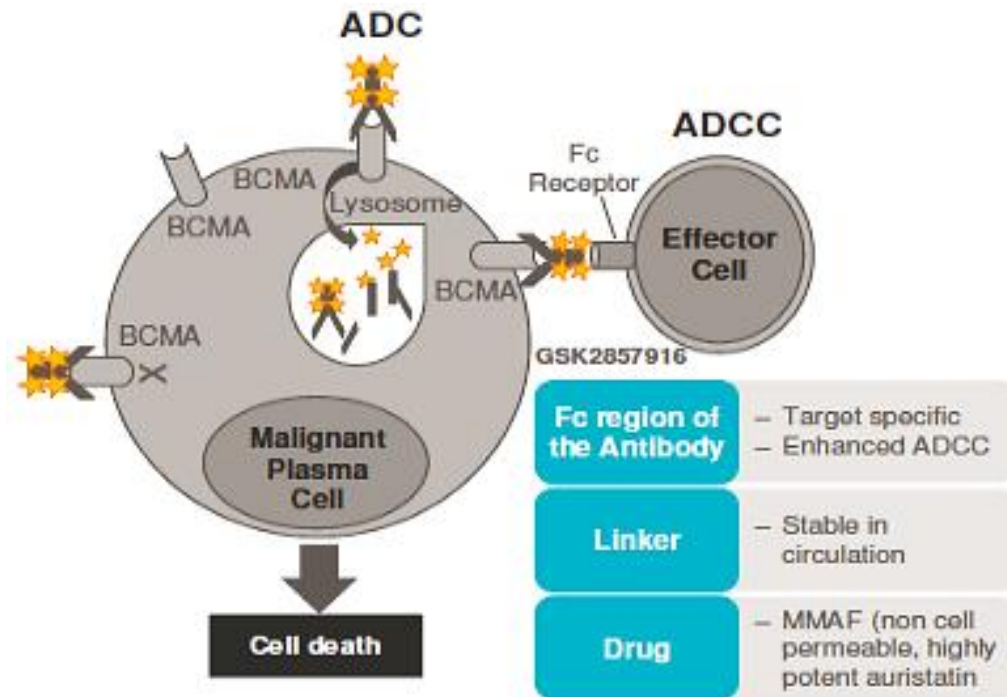 ADC
ADCC
Fc
Receptor
BCMA
Lysosome
BCMA
Effector
Cell
BCMA
BCMA
GSK2857916
Malignant
Plasma
Cell
Cell death
Fc region of
the Antibody
– Target specific
– Enhanced ADCC
Linker
– Stable in
circulation
Drug
– MMAF (non cell
permeable, highly
potent auristatin